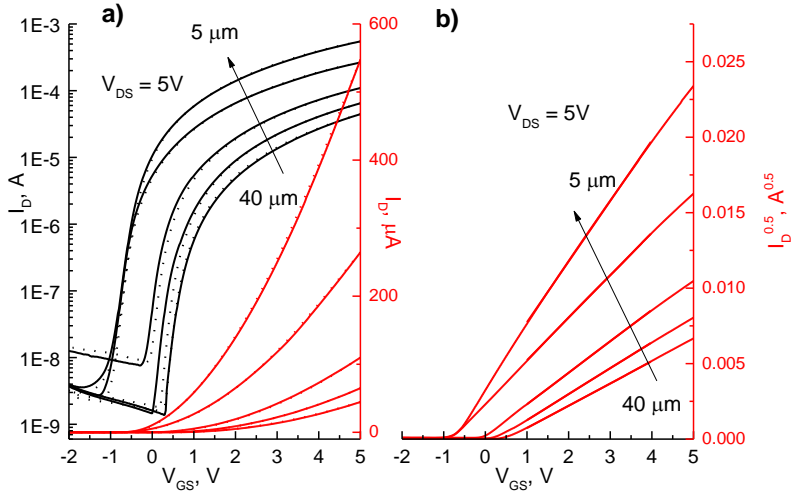 a)
b)
1E-3
1E-4
1E-5
1E-6
1E-7
1E-8
1E-9
I_D, A
5 µm
V_DS = 5V
40 µm
600
400
200
0
I_D, µA
-2 -1 0 1 2 3 4 5
V_GS, V
V_DS = 5V
5 µm
40 µm
0.025
0.020
0.015
0.010
0.005
0.000
I_D^0.5, A^0.5
-2 -1 0 1 2 3 4 5
V_GS, V